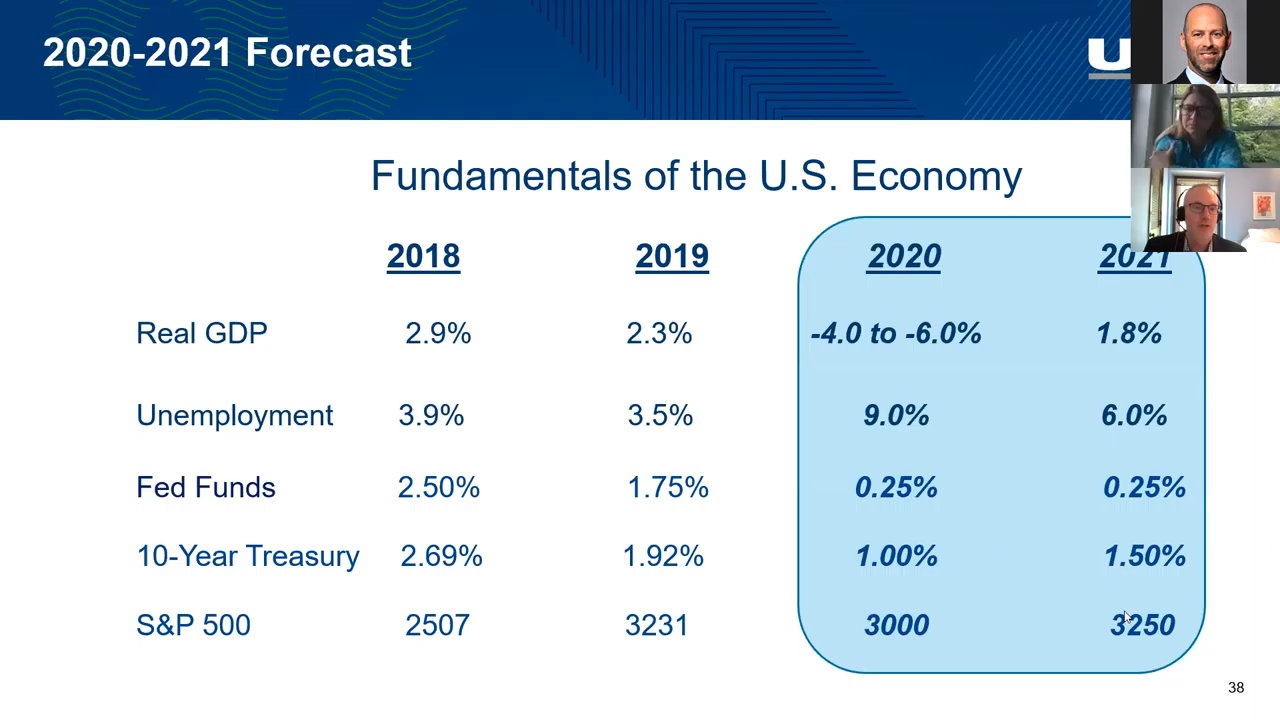 2020-2021 Forecast
Fundamentals of the U.S. Economy
2018 2019 2020 2021
Real GDP 2.9% 2.3% -4.0 to -6.0% 1.8%
Unemployment 3.9% 3.5% 9.0% 6.0%
Fed Funds 2.50% 1.75% 0.25% 0.25%
10-Year Treasury 2.69% 1.92% 1.00% 1.50%
S&P 500 2507 3231 3000 3250
38